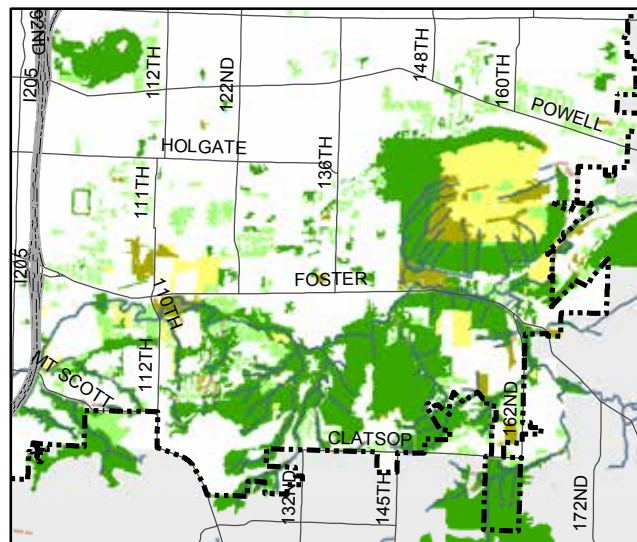 92ND
I205
112TH
122ND
148TH
160TH
POWELL
HOLGATE
136TH
111TH
I205
FOSTER
110TH
112TH
MT SCOTT
162ND
CLATSOP
132ND
145TH
172ND